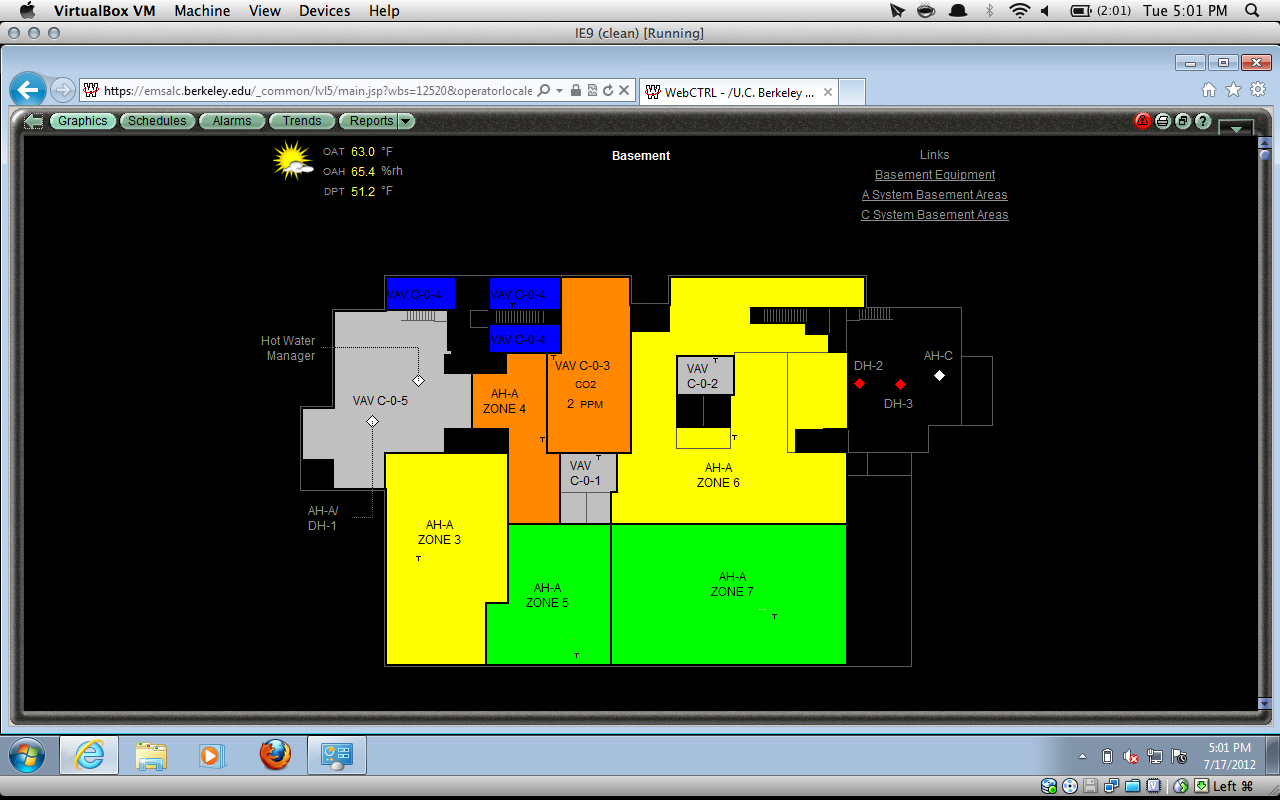 VirtualBox VM Machine View Devices Help
(2:01) Tue 5:01 PM
IE9 (clean) [Running]
https://emsalc.berkeley.edu/_common/lvl5/main.jsp?wbs=12520&operatorlocale
WebCTRL - /U.C. Berkeley ...
Graphics Schedules Alarms Trends Reports
OAT 63.0 °F
OAH 65.4 %rh
DPT 51.2 °F
Basement
Links
Basement Equipment
A System Basement Areas
C System Basement Areas
VAV C-0-4
VAV C-0-4
VAV C-0-4
Hot Water
Manager
VAV C-0-5
AH-A
ZONE 4
VAV C-0-3
CO2
2 PPM
VAV
C-0-2
DH-2
AH-C
DH-3
VAV
C-0-1
AH-A
ZONE 6
AH-A/
DH-1
AH-A
ZONE 3
AH-A
ZONE 5
AH-A
ZONE 7
T
T
T
T
T
T
T
T
5:01 PM
7/17/2012
Left ⌘